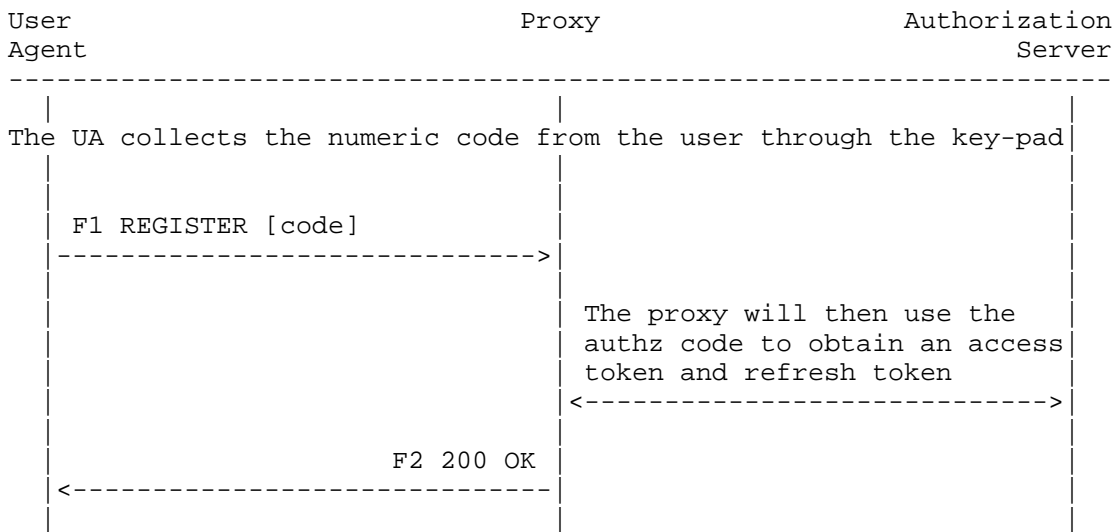 User Proxy Authorization
Agent Server
The UA collects the numeric code from the user through the key-pad
F1 REGISTER [code]
The proxy will then use the
authz code to obtain an access
token and refresh token
F2 200 OK